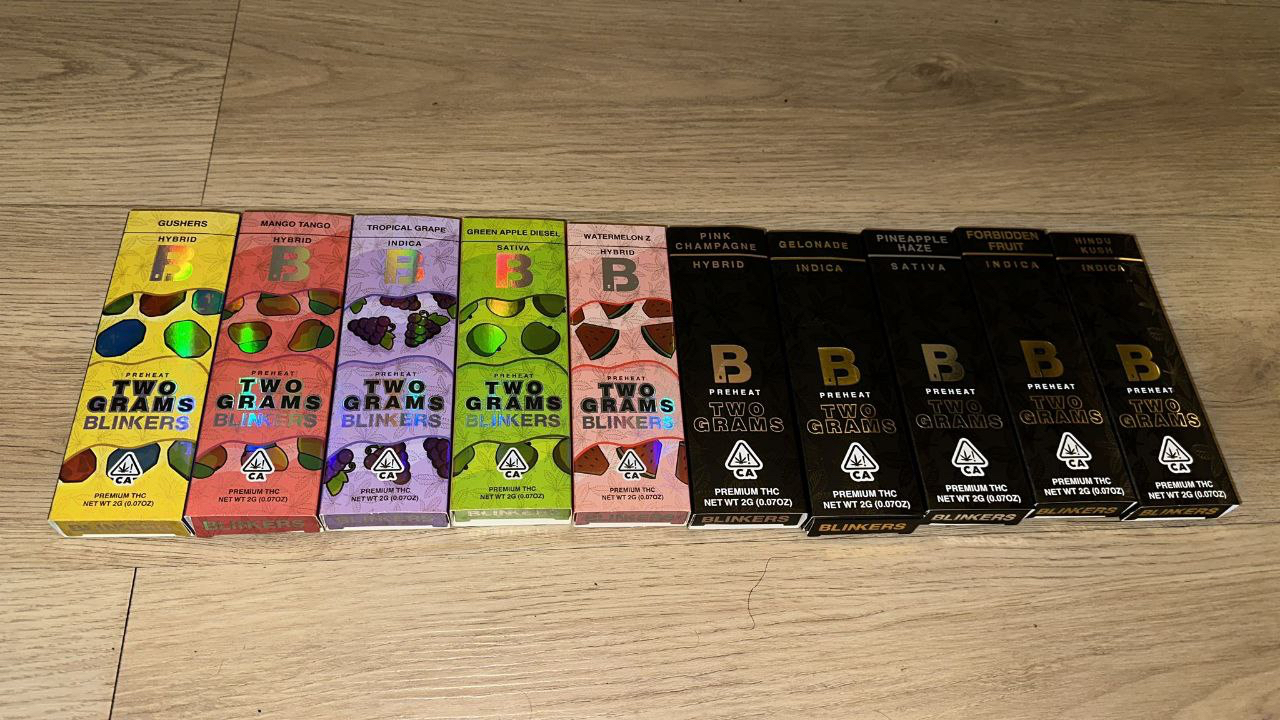 GUSHERS
HYBRID
B
PREHEAT
TWO
GRAMS
BLINKERS
CA
PREMIUM THC
NET WT 2G (0.07OZ)
BLINKERS
MANGO TANGO
HYBRID
B
PREHEAT
TWO
GRAMS
BLINKERS
CA
PREMIUM THC
NET WT 2G (0.07OZ)
BLINKERS
TROPICAL GRAPE
INDICA
B
PREHEAT
TWO
GRAMS
BLINKERS
CA
PREMIUM THC
NET WT 2G (0.07OZ)
BLINKERS
GREEN APPLE DIESEL
SATIVA
B
PREHEAT
TWO
GRAMS
BLINKERS
CA
PREMIUM THC
NET WT 2G (0.07OZ)
BLINKERS
WATERMELON Z
HYBRID
B
PREHEAT
TWO
GRAMS
BLINKERS
CA
PREMIUM THC
NET WT 2G (0.07OZ)
BLINKERS
PINK
CHAMPAGNE
HYBRID
B
PREHEAT
TWO
GRAMS
CA
PREMIUM THC
NET WT 2G (0.07OZ)
BLINKERS
GELONADE
INDICA
B
PREHEAT
TWO
GRAMS
CA
PREMIUM THC
NET WT 2G (0.07OZ)
BLINKERS
PINEAPPLE
HAZE
SATIVA
B
PREHEAT
TWO
GRAMS
CA
PREMIUM THC
NET WT 2G (0.07OZ)
BLINKERS
FORBIDDEN
FRUIT
INDICA
B
PREHEAT
TWO
GRAMS
CA
PREMIUM THC
NET WT 2G (0.07OZ)
BLINKERS
HINDU
KUSH
INDICA
B
PREHEAT
TWO
GRAMS
CA
PREMIUM THC
NET WT 2G (0.07OZ)
BLINKERS